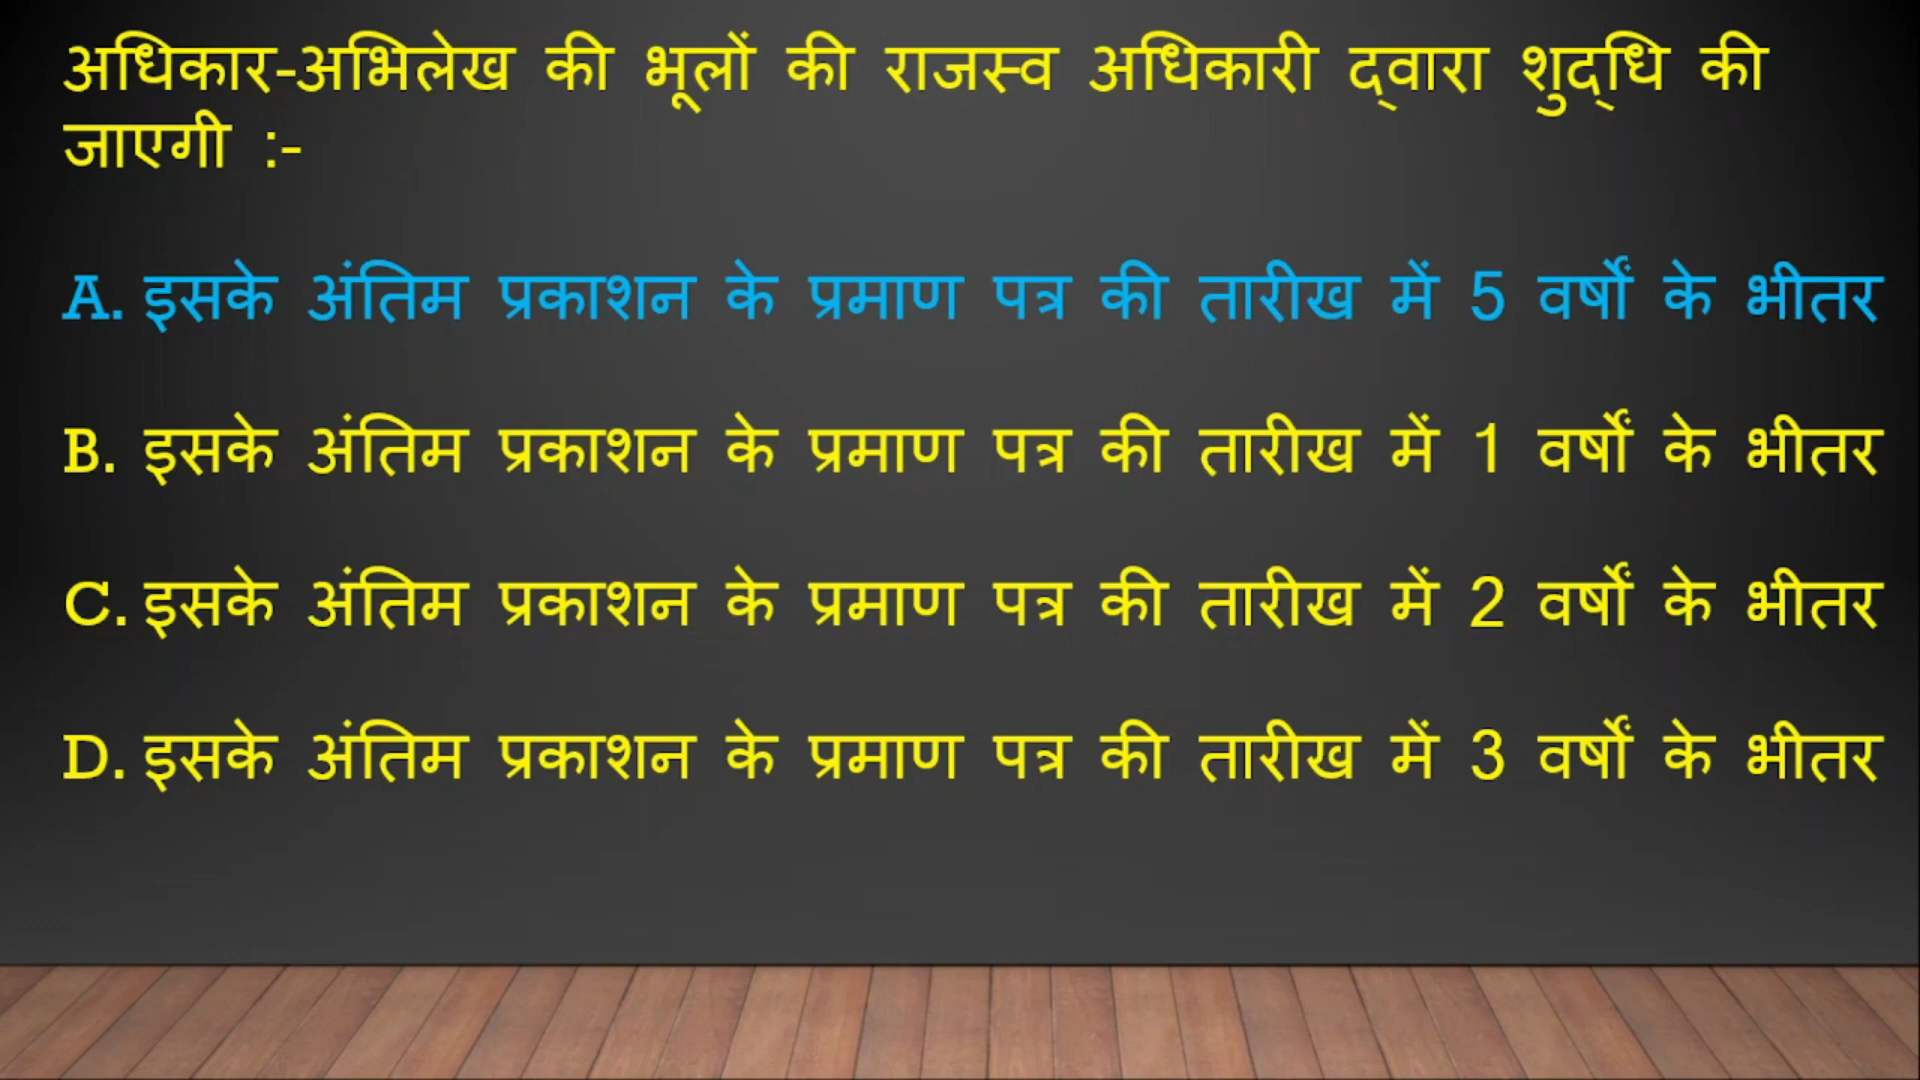 अधिकार-अभिलेख की भूलों की राजस्व अधिकारी द्वारा शुद्धि की
जाएगी :-
A. इसके अंतिम प्रकाशन के प्रमाण पत्र की तारीख में 5 वर्षों के भीतर
B. इसके अंतिम प्रकाशन के प्रमाण पत्र की तारीख में 1 वर्षों के भीतर
C. इसके अंतिम प्रकाशन के प्रमाण पत्र की तारीख में 2 वर्षों के भीतर
D. इसके अंतिम प्रकाशन के प्रमाण पत्र की तारीख में 3 वर्षों के भीतर